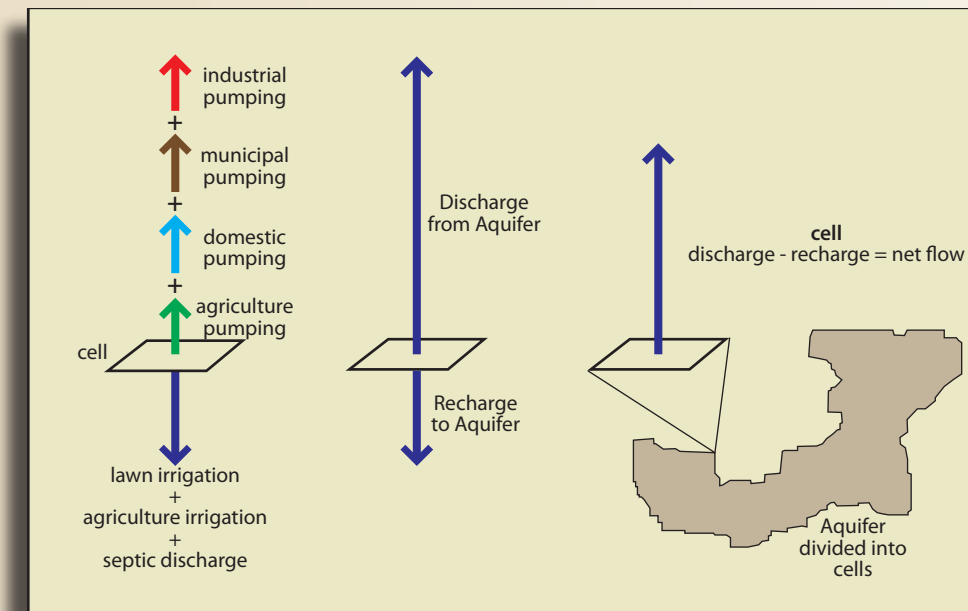 industrial
pumping
+
municipal
pumping
+
domestic
pumping
+
agriculture
pumping
cell
lawn irrigation
+
agriculture irrigation
+
septic discharge
Discharge
from Aquifer
Recharge
to Aquifer
cell
discharge - recharge = net flow
Aquifer
divided into
cells